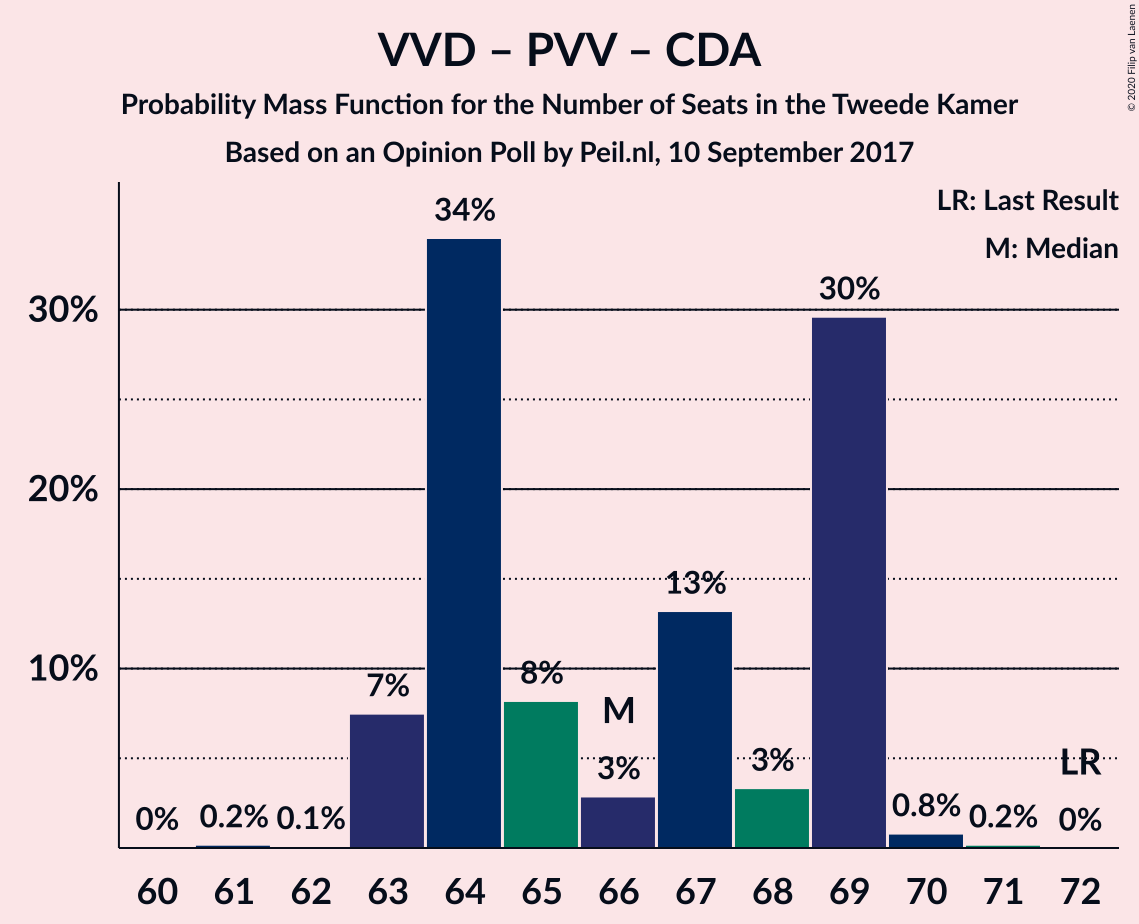 VVD – PVV – CDA
Probability Mass Function for the Number of Seats in the Tweede Kamer
Based on an Opinion Poll by Peil.nl, 10 September 2017
© 2020 Filip van Laenen
LR: Last Result
M: Median
30%
20%
10%
0%
0.2%
0.1%
7%
34%
8%
M
3%
13%
3%
30%
0.8%
0.2%
LR
0%
60 61 62 63 64 65 66 67 68 69 70 71 72